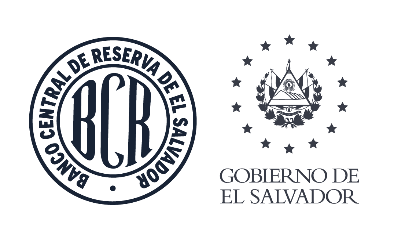 BANCO CENTRAL DE RESERVA DE EL SALVADOR
BCR
GOBIERNO DE
EL SALVADOR